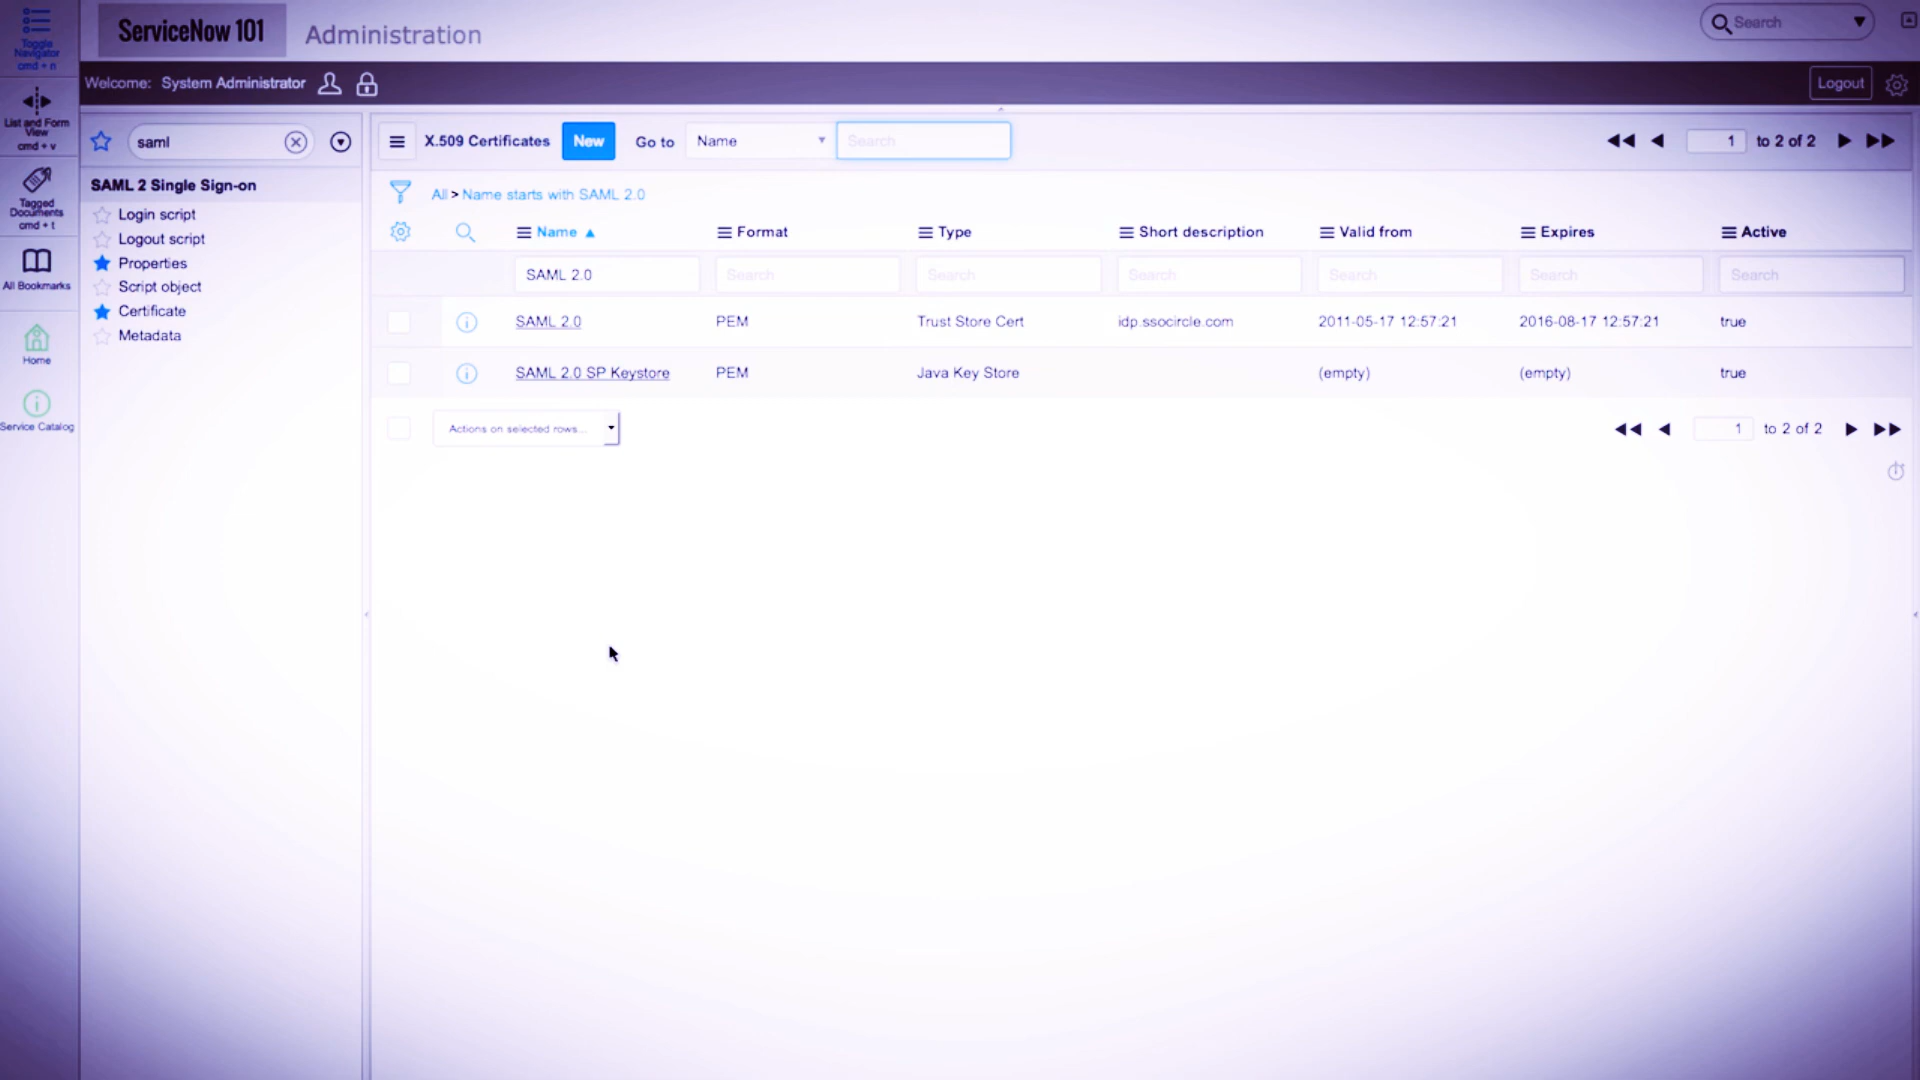 ServiceNow 101 Administration
Search
Toggle
Navigator
cmd + n
Welcome: System Administrator
Logout
List and Form
View
cmd + v
Tagged
Documents
cmd + t
All Bookmarks
Home
Service Catalog
saml
SAML 2 Single Sign-on
Login script
Logout script
Properties
Script object
Certificate
Metadata
X.509 Certificates New Go to Name Search 1 to 2 of 2
All > Name starts with SAML 2.0
Name Format Type Short description Valid from Expires Active
SAML 2.0 Search Search Search Search Search Search
SAML 2.0 PEM Trust Store Cert idp.ssocircle.com 2011-05-17 12:57:21 2016-08-17 12:57:21 true
SAML 2.0 SP Keystore PEM Java Key Store (empty) (empty) true
Actions on selected rows... 1 to 2 of 2